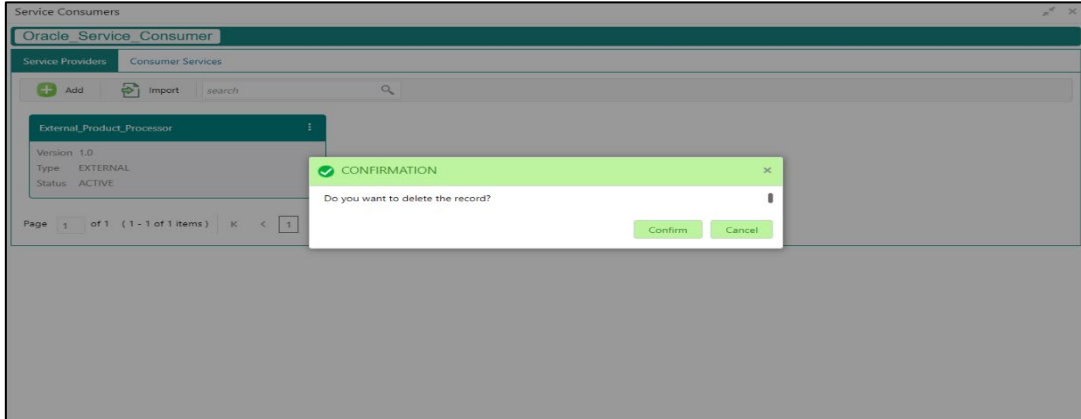 Service Consumers
Oracle_Service_Consumer
Service Providers Consumer Services
Add Import search
External_Product_Processor
Version 1.0
Type EXTERNAL
Status ACTIVE
CONFIRMATION
Do you want to delete the record?
Confirm Cancel
Page 1 of 1 ( 1 - 1 of 1 items ) K < 1